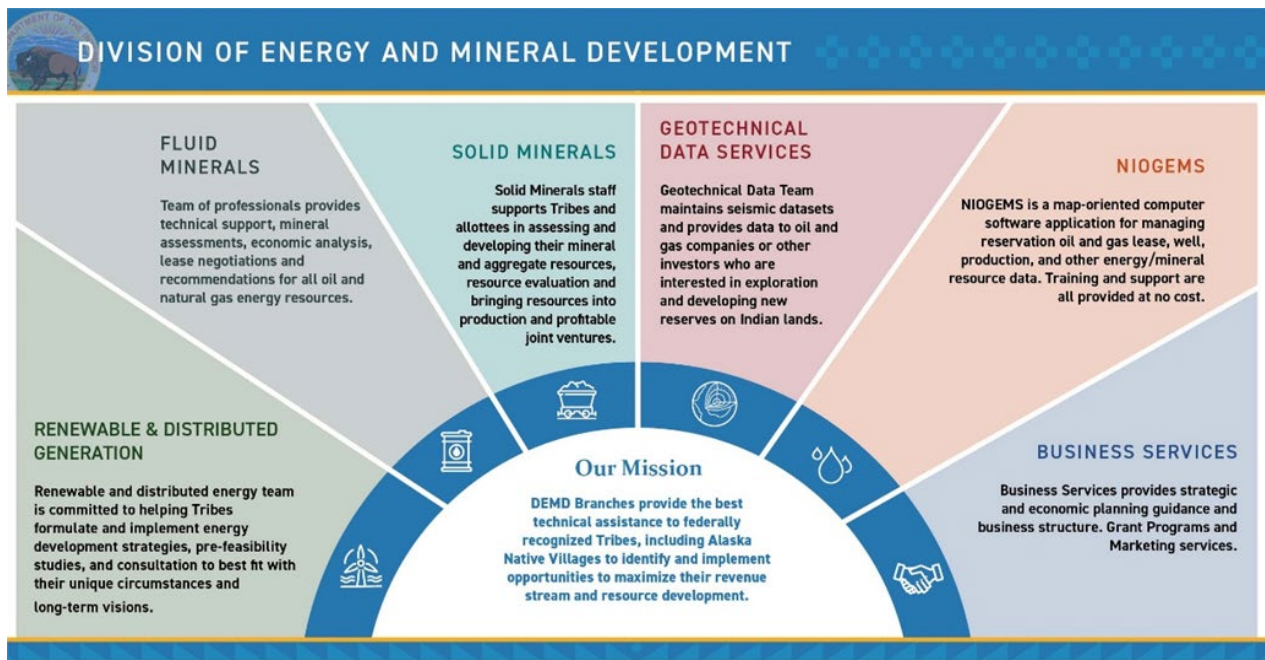 DIVISION OF ENERGY AND MINERAL DEVELOPMENT
FLUID
MINERALS
Team of professionals provides
technical support, mineral
assessments, economic analysis,
lease negotiations and
recommendations for all oil and
natural gas energy resources.
SOLID MINERALS
Solid Minerals staff
supports Tribes and
allottees in assessing and
developing their mineral
and aggregate resources,
resource evaluation and
bringing resources into
production and profitable
joint ventures.
GEOTECHNICAL
DATA SERVICES
Geotechnical Data Team
maintains seismic datasets
and provides data to oil and
gas companies or other
investors who are
interested in exploration
and developing new
reserves on Indian lands.
NIOGEMS
NIOGEMS is a map-oriented computer
software application for managing
reservation oil and gas lease, well,
production, and other energy/mineral
resource data. Training and support are
all provided at no cost.
RENEWABLE & DISTRIBUTED
GENERATION
Renewable and distributed energy team
is committed to helping Tribes
formulate and implement energy
development strategies, pre-feasibility
studies, and consultation to best fit with
their unique circumstances and
long-term visions.
Our Mission
DEMD Branches provide the best
technical assistance to federally
recognized Tribes, including Alaska
Native Villages to identify and implement
opportunities to maximize their revenue
stream and resource development.
BUSINESS SERVICES
Business Services provides strategic
and economic planning guidance and
business structure. Grant Programs and
Marketing services.